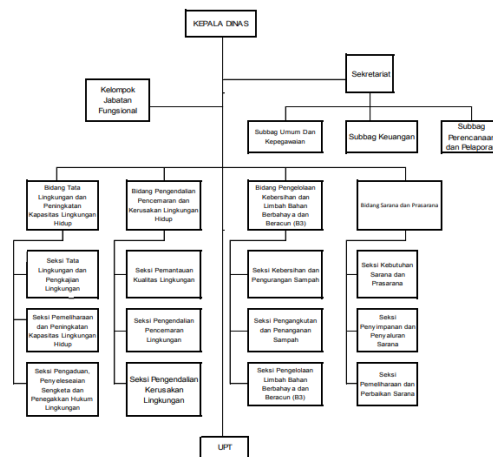 KEPALA DINAS
Sekretariat
Kelompok
Jabatan
Fungsional
Subbag Umum Dan
Kepegawaian
Subbag Keuangan
Subbag
Perencanaan
dan Pelapora
Bidang Tata
Lingkungan dan
Peningkatan
Kapasitas Lingkungan
Hidup
Bidang Pengendalian
Pencemaran dan
Kerusakan Lingkungan
Hidup
Bidang Pengelolaan
Kebersihan dan
Limbah Bahan
Berbahaya dan
Beracun (B3)
Bidang Sarana dan Prasarana
Seksi Tata
Lingkungan dan
Pengkajian
Lingkungan
Seksi Pemantauan
Kualitas Lingkungan
Seksi Kebersihan dan
Pengurangan Sampah
Seksi Kebutuhan
Sarana dan
Prasarana
Seksi Pemeliharaan
dan Peningkatan
Kapasitas Lingkungan
Hidup
Seksi Pengendalian
Pencemaran
Lingkungan
Seksi Pengangkutan
dan Penanganan
Sampah
Seksi
Penyimpanan dan
Penyaluran
Sarana
Seksi Pengaduan,
Penyeleseaian
Sengketa dan
Penegakkan Hukum
Lingkungan
Seksi Pengendalian
Kerusakan
Lingkungan
Seksi Pengelolaan
Limbah Bahan
Berbahaya dan
Beracun (B3)
Seksi
Pemeliharaan dan
Perbaikan Sarana
UPT